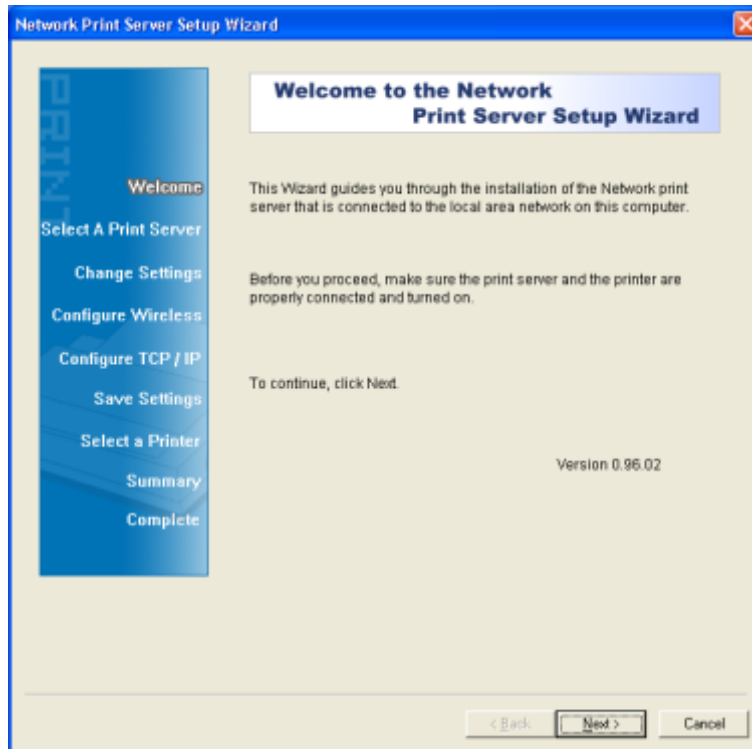 Network Print Server Setup Wizard
PRINT
Welcome
Select A Print Server
Change Settings
Configure Wireless
Configure TCP / IP
Save Settings
Select a Printer
Summary
Complete
Welcome to the Network
Print Server Setup Wizard
This Wizard guides you through the installation of the Network print
server that is connected to the local area network on this computer.
Before you proceed, make sure the print server and the printer are
properly connected and turned on.
To continue, click Next.
Version 0.96.02
< Back
Next >
Cancel